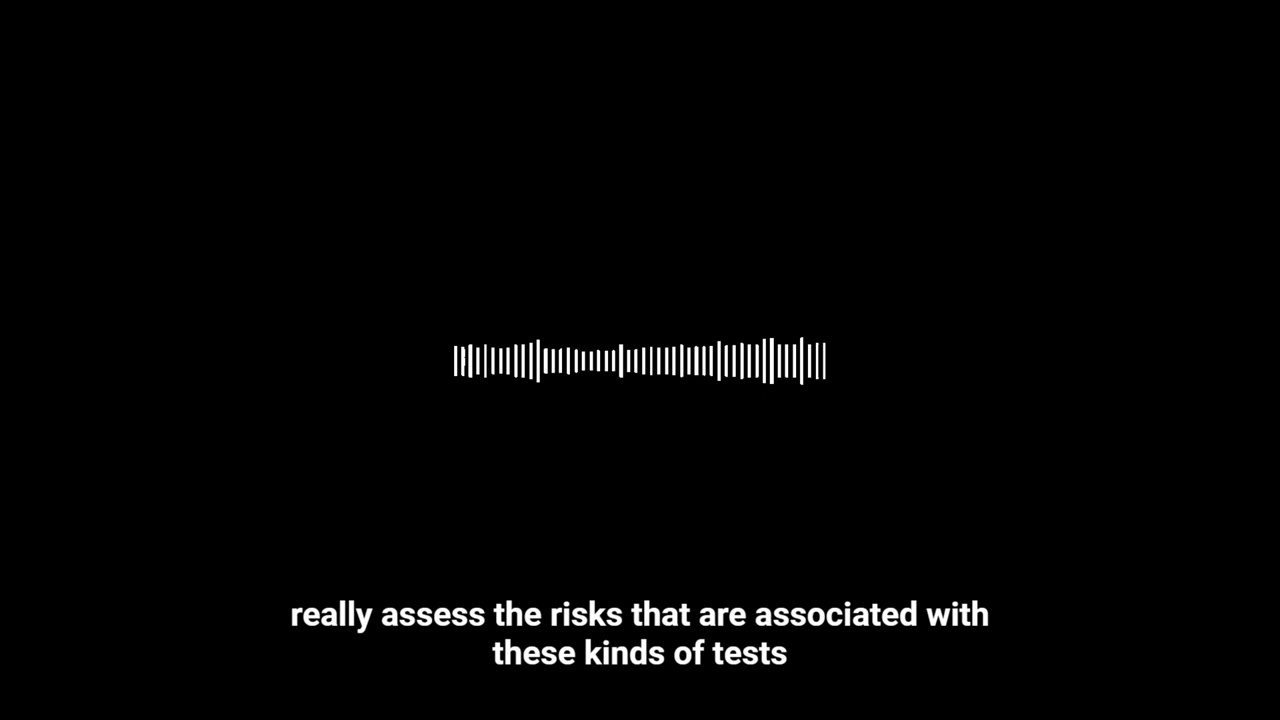 really assess the risks that are associated with
these kinds of tests